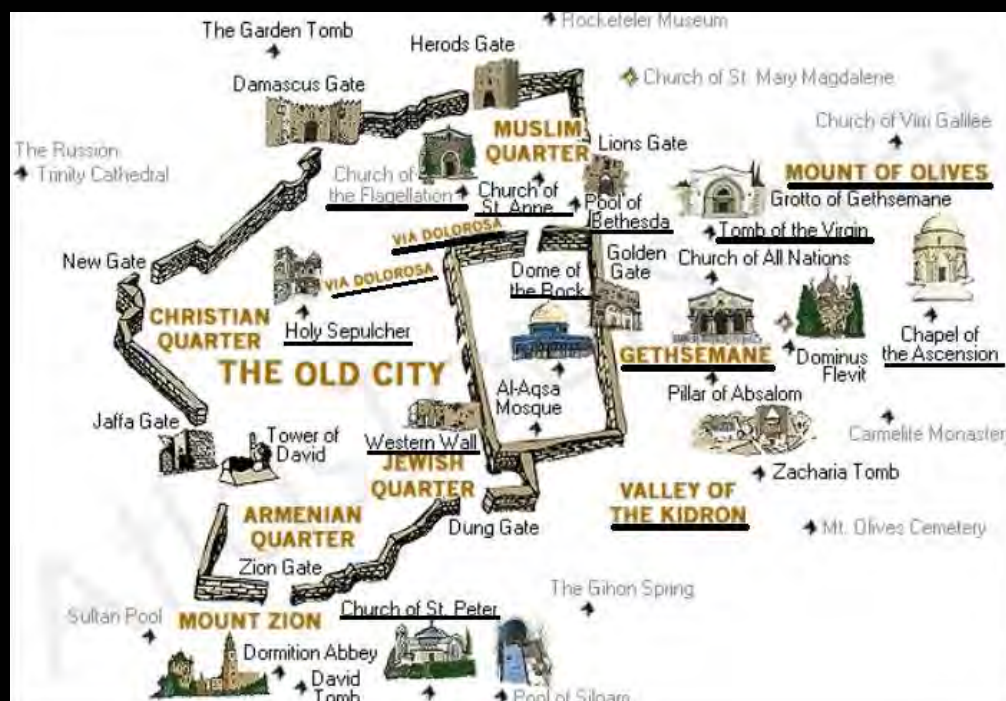 Rockefeler Museum
The Garden Tomb
Herods Gate
Damascus Gate
Church of St. Mary Magdalene
Church of Viri Galilee
MUSLIM
QUARTER
Lions Gate
The Russion
Trinity Cathedral
Church of
the Flagellation
Church of
St. Anne
Pool of
Bethesda
MOUNT OF OLIVES
Grotto of Gethsemane
Tomb of the Virgin
VIA DOLOROSA
VIA DOLOROSA
New Gate
Dome of
the Rock
Golden
Gate
Church of All Nations
CHRISTIAN
QUARTER
Holy Sepulcher
Chapel of
the Ascension
THE OLD CITY
GETHSEMANE
Dominus
Flevit
Al-Aqsa
Mosque
Pillar of Absalom
Jaffa Gate
Tower of
David
Western Wall
Carmelite Monaster
JEWISH
QUARTER
Zacharia Tomb
VALLEY OF
THE KIDRON
ARMENIAN
QUARTER
Dung Gate
Mt. Olives Cemetery
Zion Gate
The Gihon Spring
Sultan Pool
MOUNT ZION
Church of St. Peter
Dormition Abbey
David
Tomb
Pool of Siloam